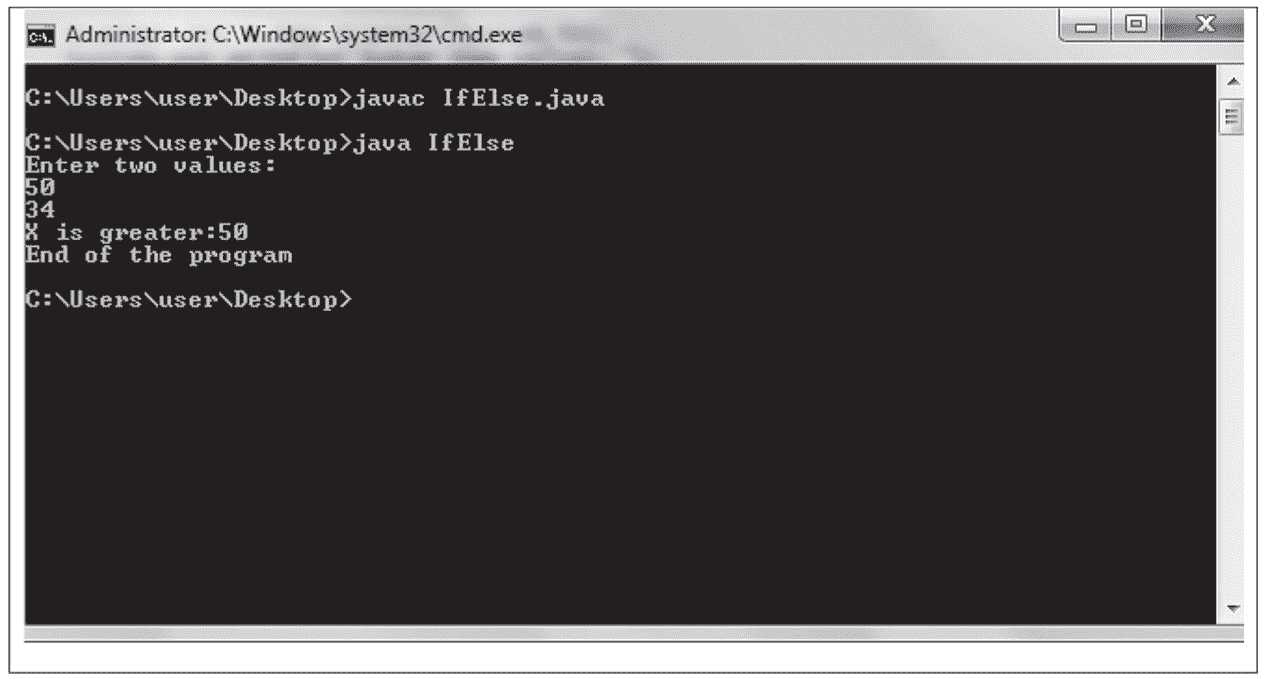 Administrator: C:\Windows\system32\cmd.exe
C:\Users\user\Desktop>javac IfElse.java
C:\Users\user\Desktop>java IfElse
Enter two values:
50
34
X is greater:50
End of the program
C:\Users\user\Desktop>